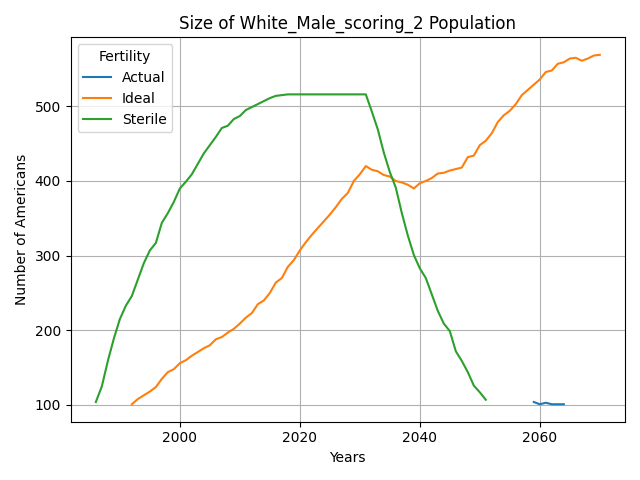 Size of White_Male_scoring_2 Population
Fertility
Actual
Ideal
Sterile
500
400
300
200
100
Number of Americans
2000
2020
2040
2060
Years